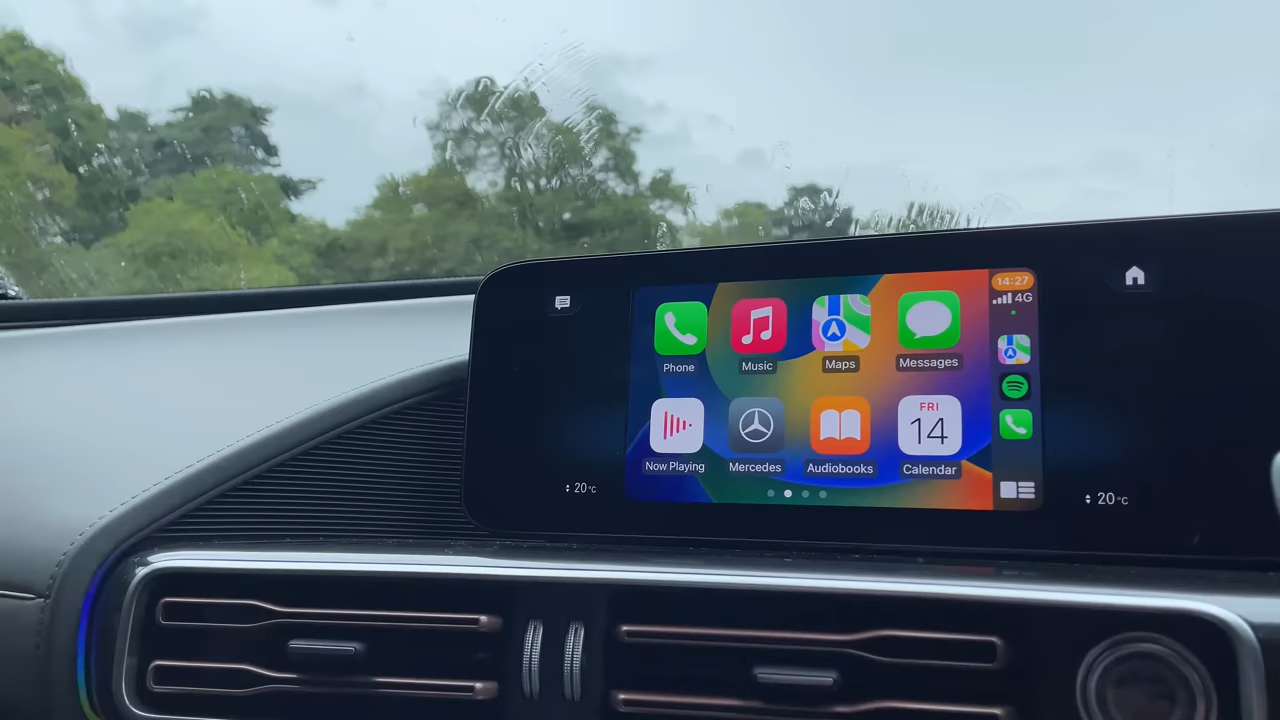 14:27
4G
Phone
Music
Maps
Messages
FRI
14
Now Playing
Mercedes
Audiobooks
Calendar
20°C
20°C